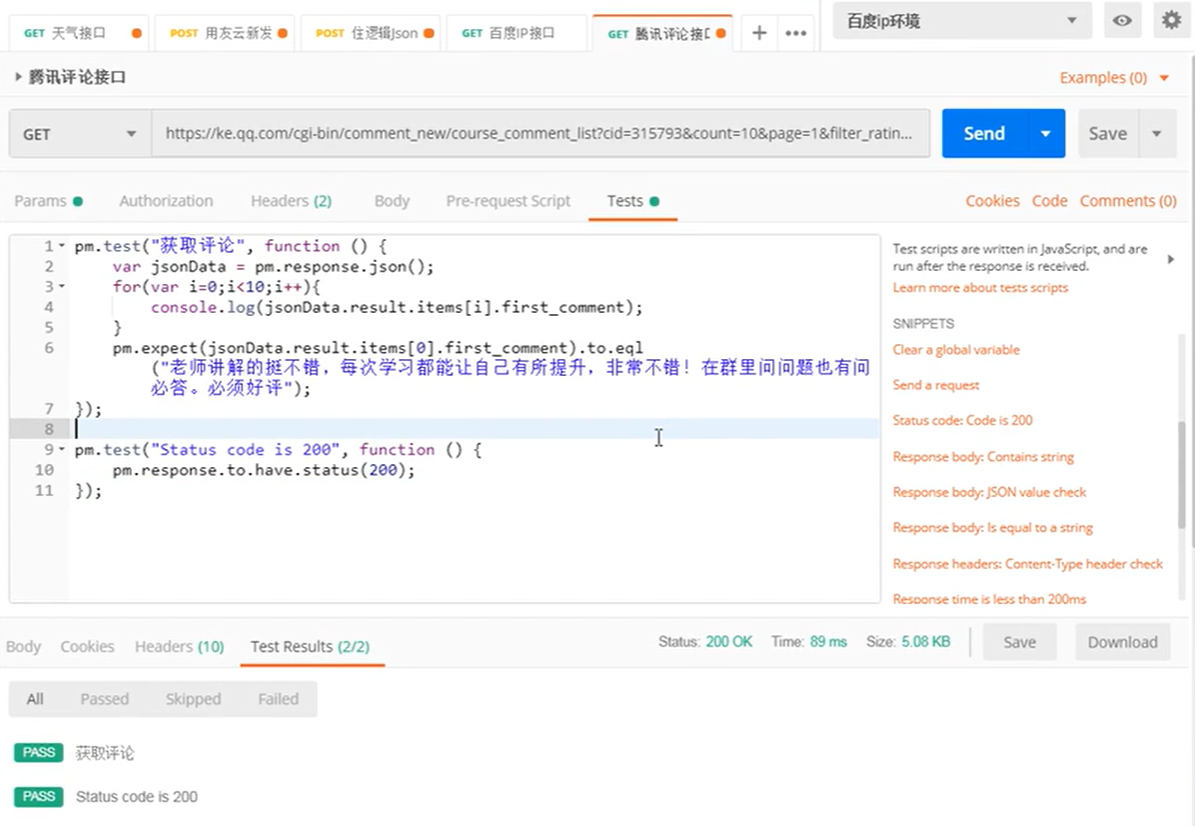 GET 天气接口
POST 用友云新发
POST 住逻辑Json
GET 百度IP接口
GET 腾讯评论接口
+ •••
百度ip环境
腾讯评论接口
Examples (0)
GET
https://ke.qq.com/cgi-bin/comment_new/course_comment_list?cid=315793&count=10&page=1&filter_ratin...
Send
Save
Params
Authorization
Headers (2)
Body
Pre-request Script
Tests
Cookies
Code
Comments (0)
1 pm.test("获取评论", function () {
2 var jsonData = pm.response.json();
3 for(var i=0;i<10;i++){
4 console.log(jsonData.result.items[i].first_comment);
5 }
6 pm.expect(jsonData.result.items[0].first_comment).to.eql
("老师讲解的挺不错，每次学习都能让自己有所提升，非常不错！在群里问问题也有问
必答。必须好评");
7 });
8
9 pm.test("Status code is 200", function () {
10 pm.response.to.have.status(200);
11 });
Test scripts are written in JavaScript, and are
run after the response is received.
Learn more about tests scripts
SNIPPETS
Clear a global variable
Send a request
Status code: Code is 200
Response body: Contains string
Response body: JSON value check
Response body: Is equal to a string
Response headers: Content-Type header check
Response time is less than 200ms
Body
Cookies
Headers (10)
Test Results (2/2)
Status: 200 OK
Time: 89 ms
Size: 5.08 KB
Save
Download
All
Passed
Skipped
Failed
PASS 获取评论
PASS Status code is 200